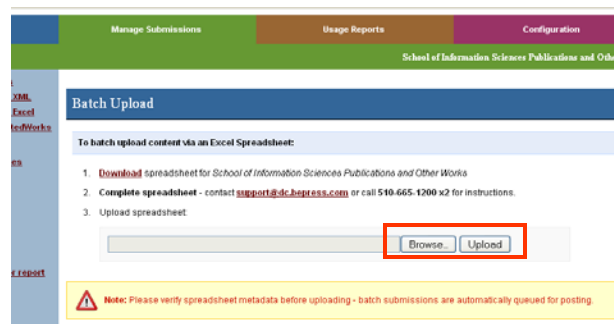 Manage Submissions
Usage Reports
Configuration
School of Information Sciences Publications and Othe
XML
Excel
tedWorks
es
r report
Batch Upload
To batch upload content via an Excel Spreadsheet:
1. Download spreadsheet for School of Information Sciences Publications and Other Works
2. Complete spreadsheet - contact support@dc.bepress.com or call 510-665-1200 x2 for instructions.
3. Upload spreadsheet:
Browse... Upload
Note: Please verify spreadsheet metadata before uploading - batch submissions are automatically queued for posting.